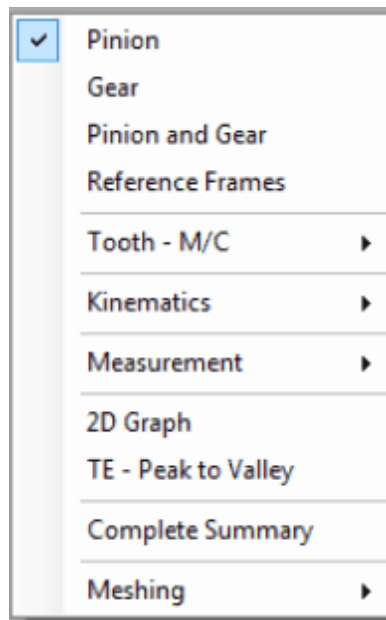 Pinion
Gear
Pinion and Gear
Reference Frames
Tooth - M/C
Kinematics
Measurement
2D Graph
TE - Peak to Valley
Complete Summary
Meshing